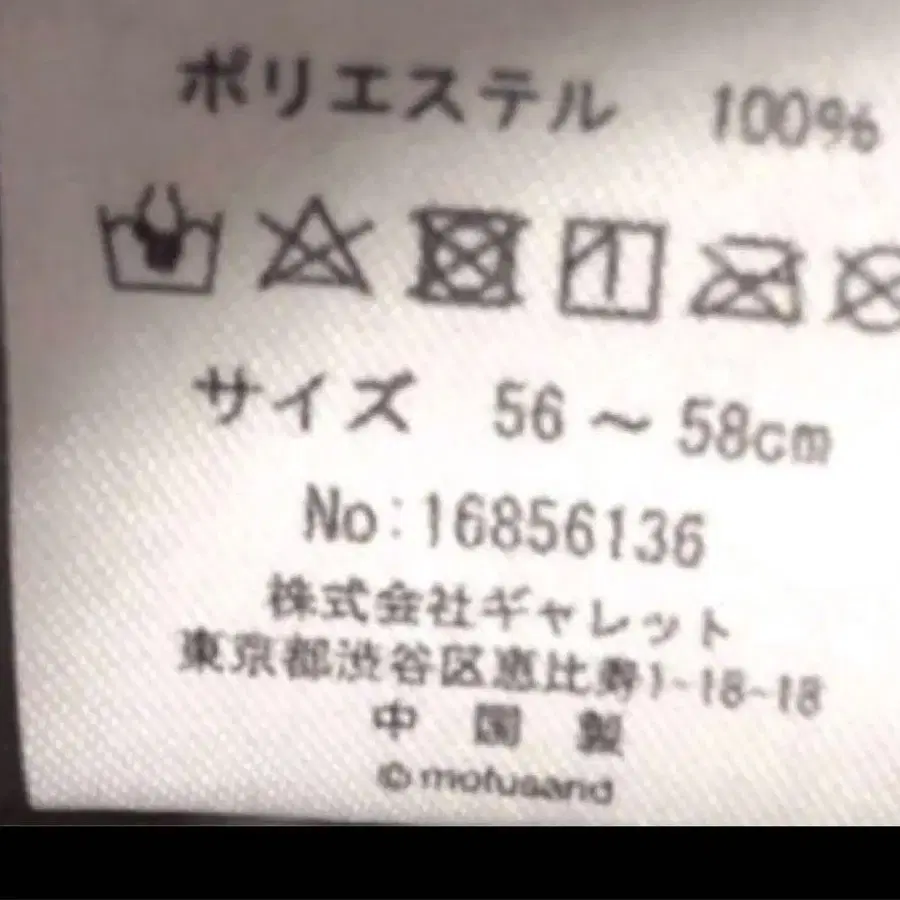 ポリエステル 100%
サイズ 56～58cm
No:16856136
株式会社ギャレット
東京都渋谷区恵比寿1-18-18
中国製
©mofusand